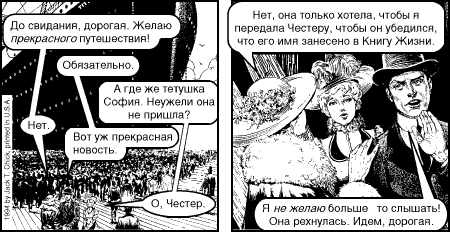 До свидания, дорогая. Желаю
прекрасного путешествия!
Обязательно.
А где же тетушка
София. Неужели она
не пришла?
Нет.
Вот уж прекрасная
новость.
О, Честер.
1994 by Jack T. Chick, printed in U.S.A.
Нет, она только хотела, чтобы я
передала Честеру, чтобы он убедился,
что его имя занесено в Книгу Жизни.
Я не желаю больше то слышать!
Она рехнулась. Идем, дорогая.